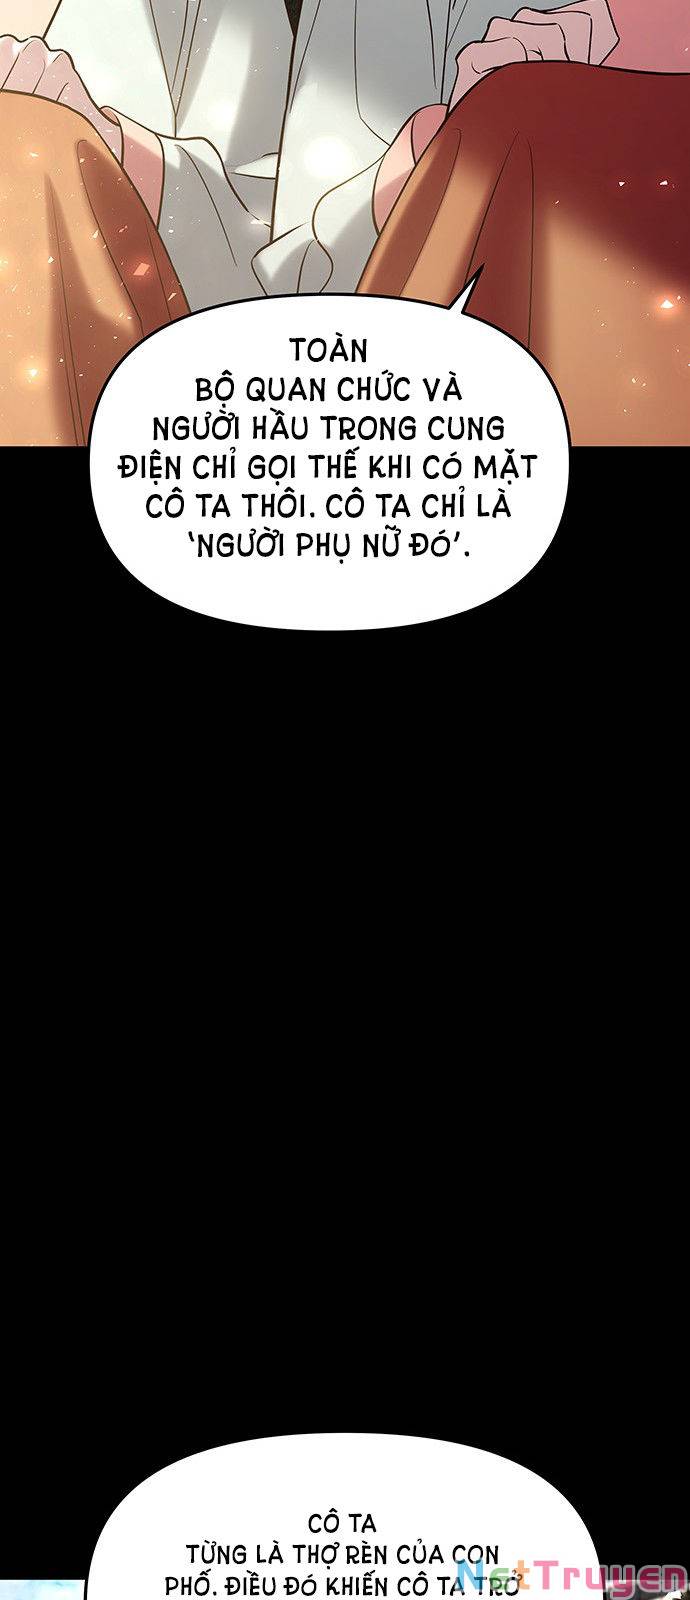 TOÀN
BỘ QUAN CHỨC VÀ
NGƯỜI HẦU TRONG CUNG
ĐIỆN CHỈ GỌI THẾ KHI CÓ MẶT
CÔ TA THÔI. CÔ TA CHỈ LÀ
‘NGƯỜI PHỤ NỮ ĐÓ’.
CÔ TA
TỪNG LÀ THỢ RÈN CỦA CON
PHỐ. ĐIỀU ĐÓ KHIẾN CÔ TA TRỞ
NetTruyen